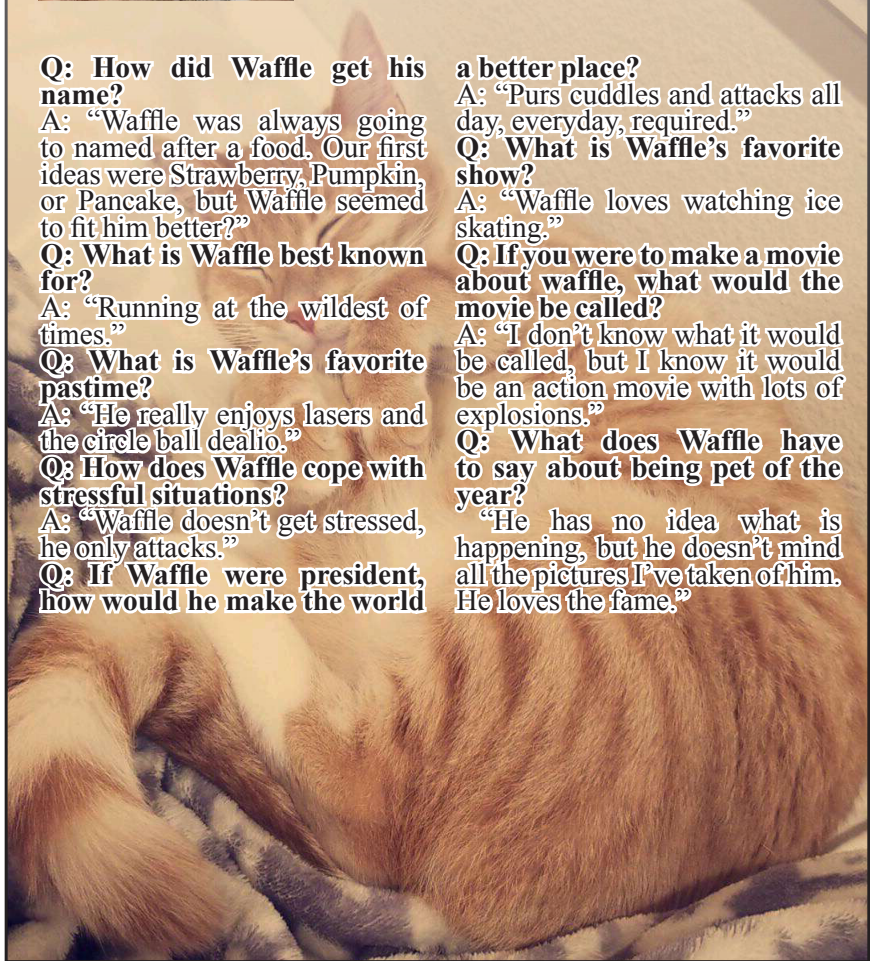 Q: How did Waffle get his
name?
A: “Waffle was always going
to named after a food. Our first
ideas were Strawberry, Pumpkin,
or Pancake, but Waffle seemed
to fit him better?”
Q: What is Waffle best known
for?
A: “Running at the wildest of
times.”
Q: What is Waffle’s favorite
pastime?
A: “He really enjoys lasers and
the circle ball dealio.”
Q: How does Waffle cope with
stressful situations?
A: “Waffle doesn’t get stressed,
he only attacks.”
Q: If Waffle were president,
how would he make the world
a better place?
A: “Purs cuddles and attacks all
day, everyday, required.”
Q: What is Waffle’s favorite
show?
A: “Waffle loves watching ice
skating.”
Q: If you were to make a movie
about waffle, what would the
movie be called?
A: “I don’t know what it would
be called, but I know it would
be an action movie with lots of
explosions.”
Q: What does Waffle have
to say about being pet of the
year?
“He has no idea what is
happening, but he doesn’t mind
all the pictures I’ve taken of him.
He loves the fame.”